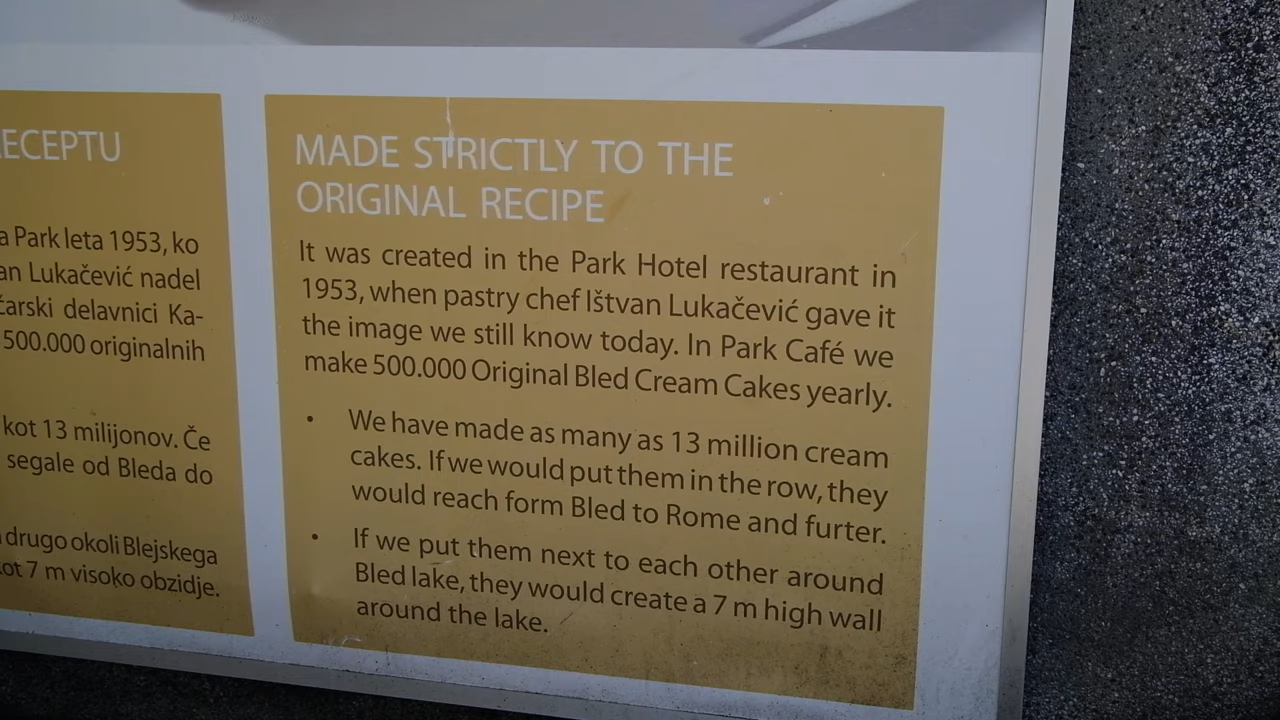 ECEPTU
a Park leta 1953, ko
an Lukačević nadel
čarski delavnici Ka-
500.000 originalnih
kot 13 milijonov. Če
segale od Bleda do
drugo okoli Blejskega
kot 7 m visoko obzidje.
MADE STRICTLY TO THE
ORIGINAL RECIPE
It was created in the Park Hotel restaurant in
1953, when pastry chef Ištvan Lukačević gave it
the image we still know today. In Park Café we
make 500.000 Original Bled Cream Cakes yearly.
• We have made as many as 13 million cream
cakes. If we would put them in the row, they
would reach form Bled to Rome and furter.
• If we put them next to each other around
Bled lake, they would create a 7 m high wall
around the lake.